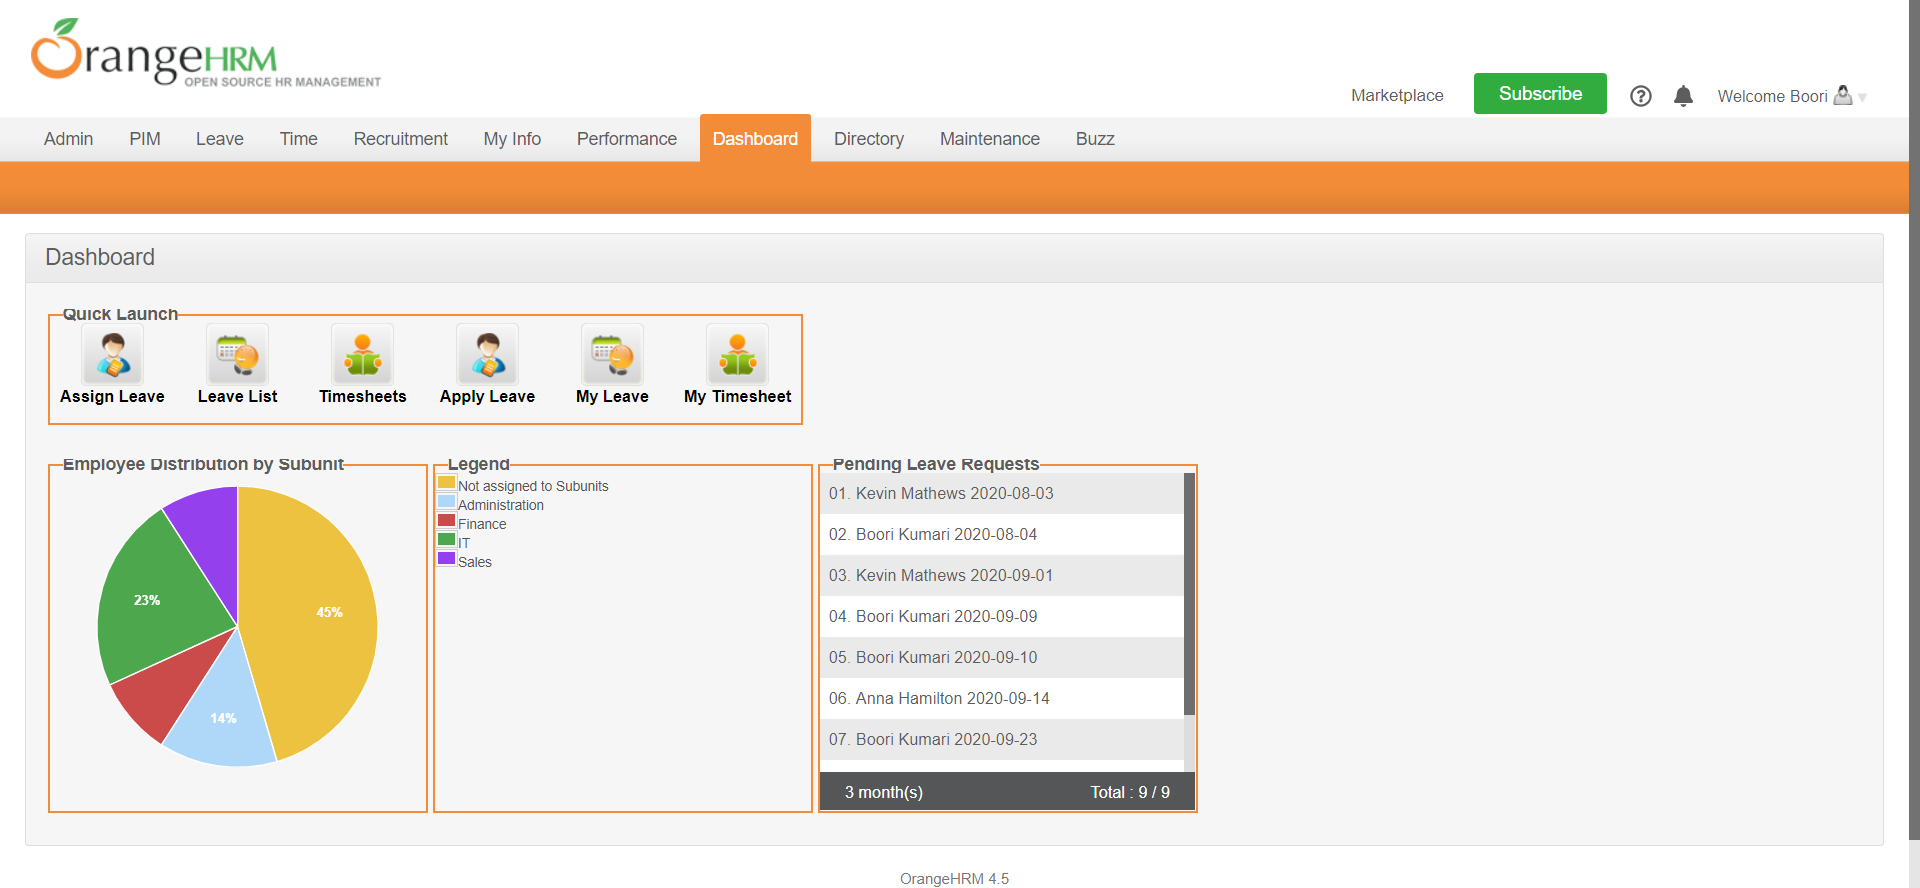 OrangeHRM
OPEN SOURCE HR MANAGEMENT
Marketplace
Subscribe
Welcome Boori
Admin PIM Leave Time Recruitment My Info Performance Dashboard Directory Maintenance Buzz
Dashboard
Quick Launch
Assign Leave Leave List Timesheets Apply Leave My Leave My Timesheet
Employee Distribution by Subunit
45%
23%
14%
Legend
Not assigned to Subunits
Administration
Finance
IT
Sales
Pending Leave Requests
01. Kevin Mathews 2020-08-03
02. Boori Kumari 2020-08-04
03. Kevin Mathews 2020-09-01
04. Boori Kumari 2020-09-09
05. Boori Kumari 2020-09-10
06. Anna Hamilton 2020-09-14
07. Boori Kumari 2020-09-23
3 month(s) Total : 9 / 9
OrangeHRM 4.5